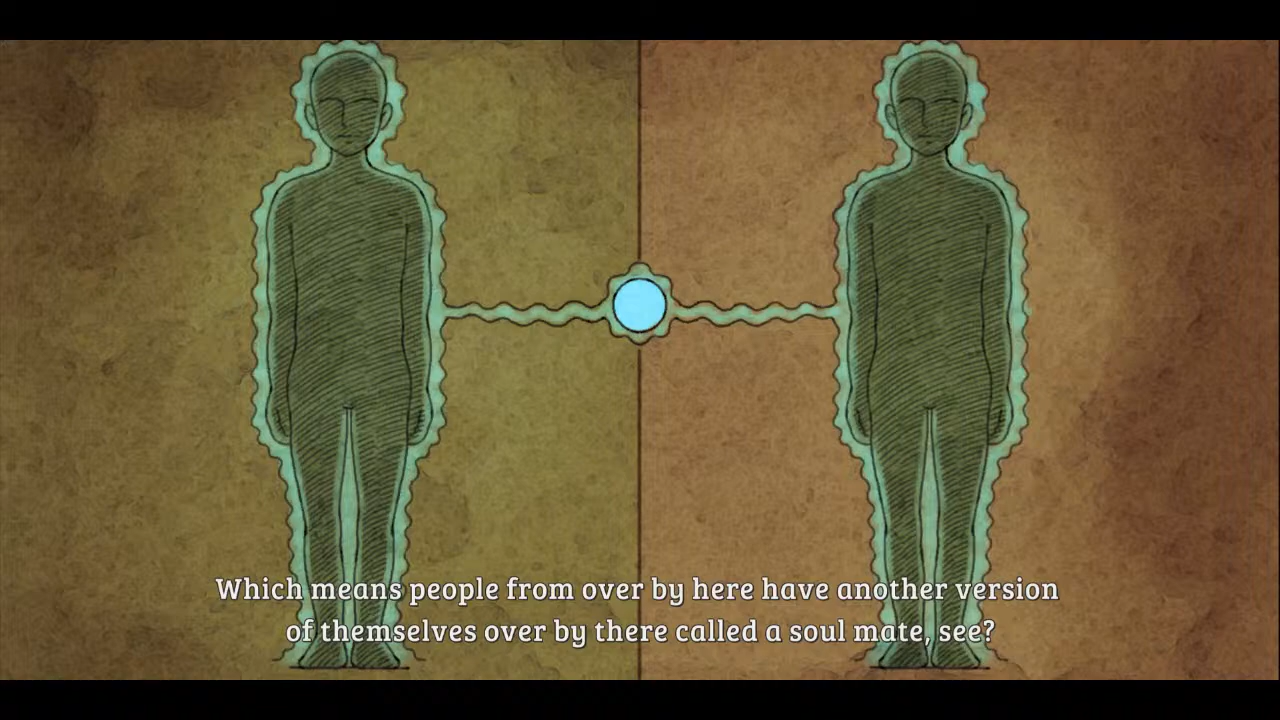 Which means people from over by here have another version
of themselves over by there called a soul mate, see?